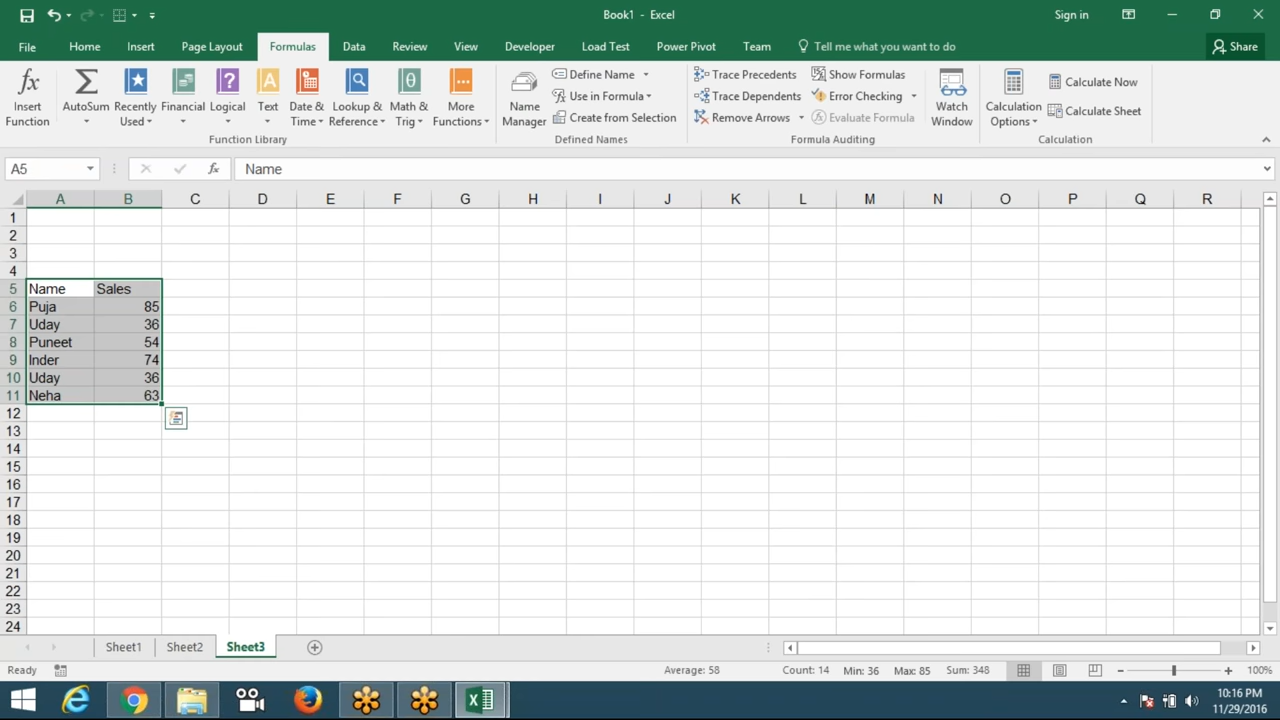 Book1 - Excel
Sign in
File Home Insert Page Layout Formulas Data Review View Developer Load Test Power Pivot Team Tell me what you want to do Share
Insert Function
AutoSum
Recently Used
Financial
Logical
Text
Date & Time
Lookup & Reference
Math & Trig
More Functions
Function Library
Name Manager
Define Name
Use in Formula
Create from Selection
Defined Names
Trace Precedents
Trace Dependents
Remove Arrows
Show Formulas
Error Checking
Evaluate Formula
Formula Auditing
Watch Window
Calculation Options
Calculate Now
Calculate Sheet
Calculation
A5 fx Name
A B C D E F G H I J K L M N O P Q R
1
2
3
4
5 Name Sales
6 Puja 85
7 Uday 36
8 Puneet 54
9 Inder 74
10 Uday 36
11 Neha 63
12
13
14
15
16
17
18
19
20
21
22
23
24
Sheet1 Sheet2 Sheet3
Ready Average: 58 Count: 14 Min: 36 Max: 85 Sum: 348 100%
10:16 PM
11/29/2016